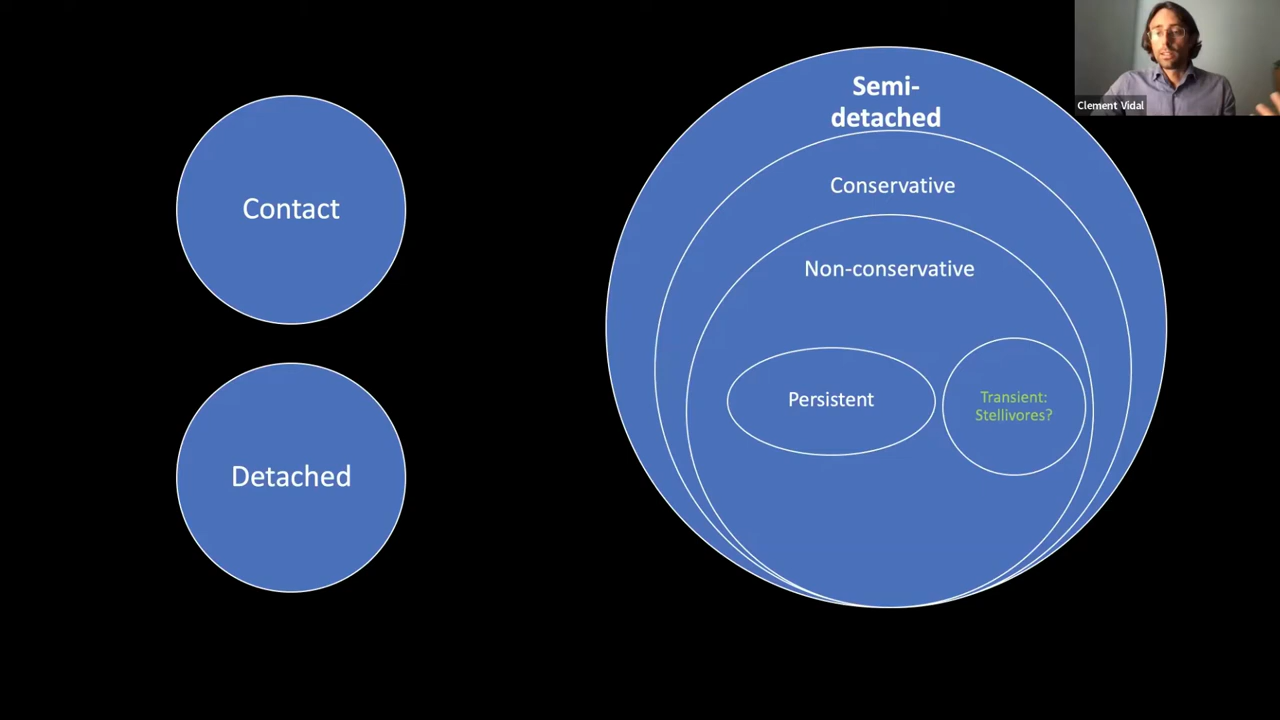 Contact
Detached
Semi-
detached
Conservative
Non-conservative
Persistent
Transient:
Stellivores?
Clement Vidal